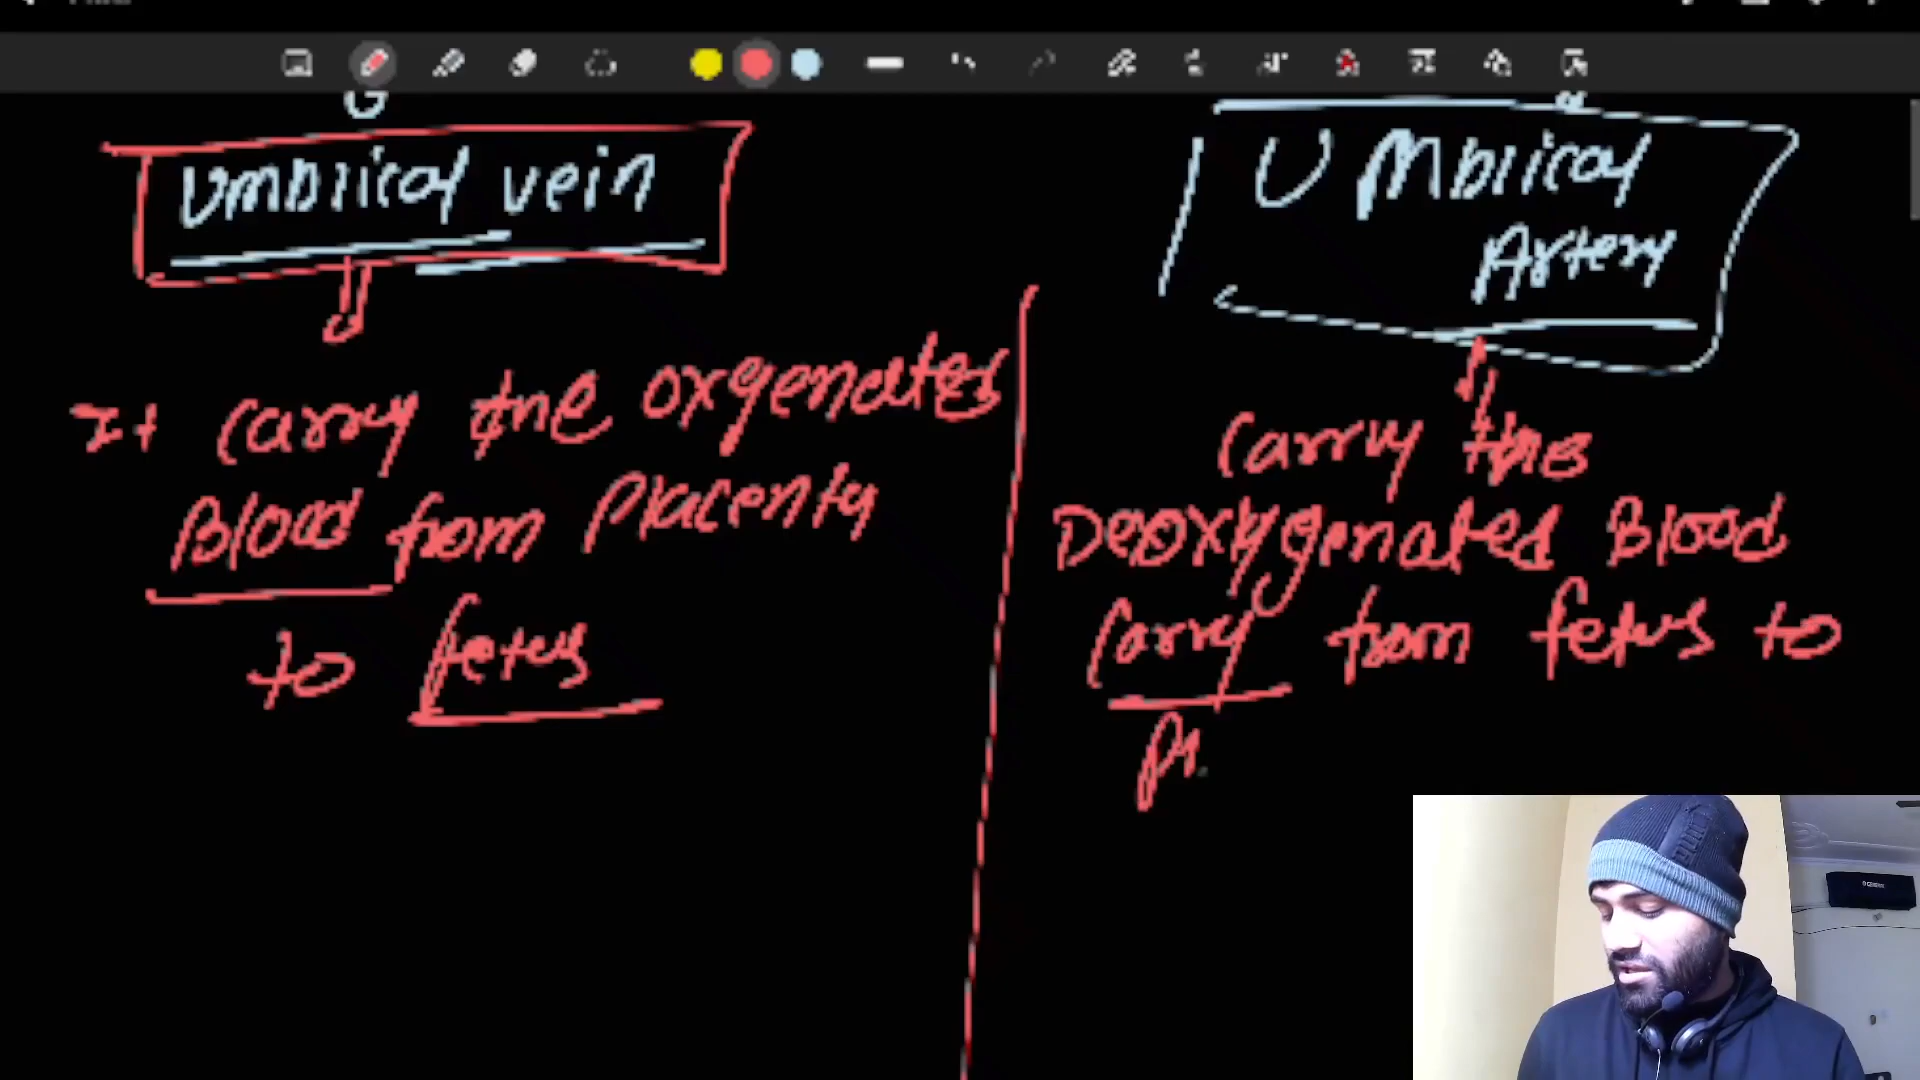 Umbilical vein
It carry the oxygenated
Blood from Placenta
to fetus
Umbilical
Artery
Carry the
Deoxygenated Blood
Carry from fetus to